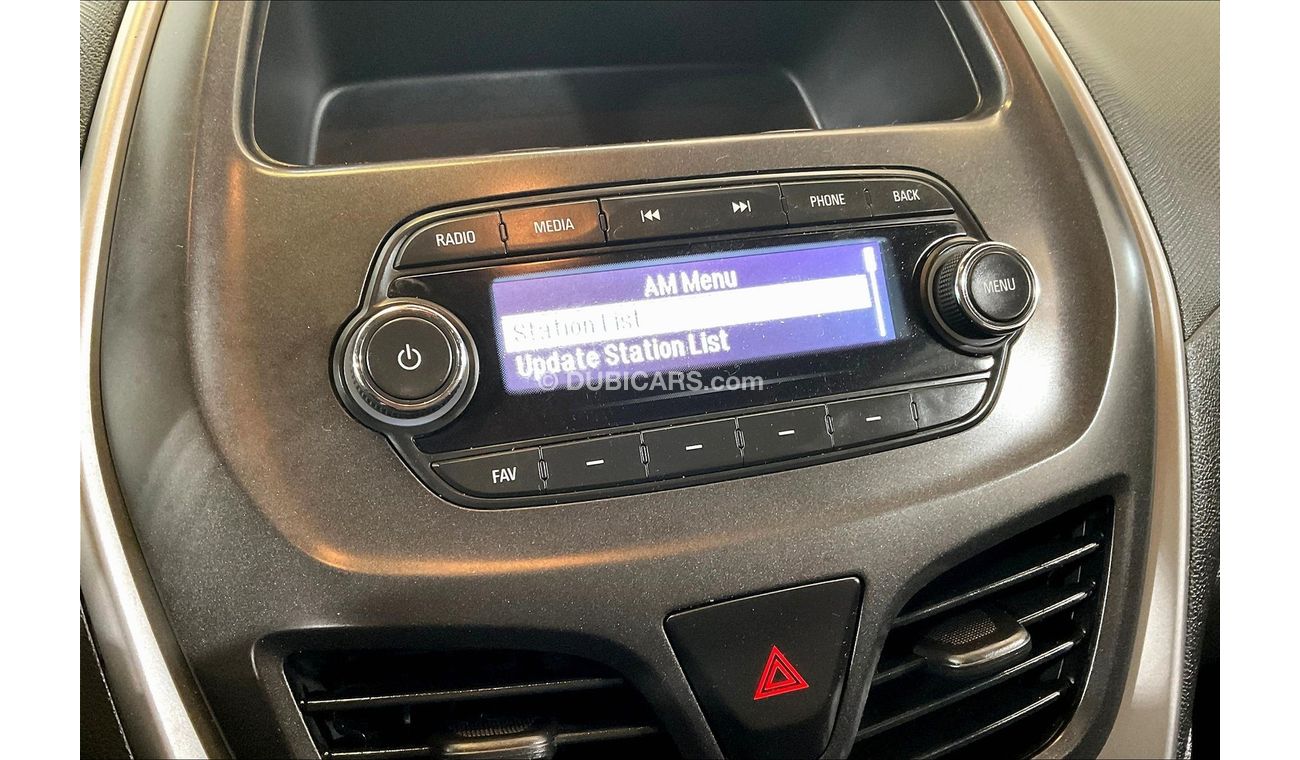 RADIO MEDIA PHONE BACK
AM Menu
Station List
Update Station List
MENU
© DUBICARS.com
FAV